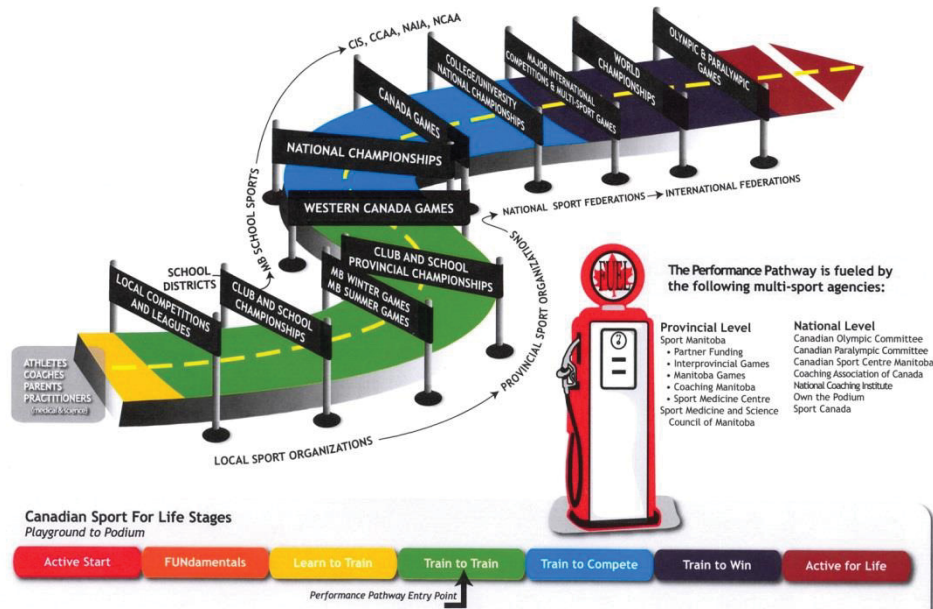 CIS, CCAA, NAIA, NCAA
OLYMPIC & PARALYMPIC
GAMES
WORLD
CHAMPIONSHIPS
MAJOR INTERNATIONAL
COMPETITIONS & MULTI-SPORT GAMES
COLLEGE/UNIVERSITY
NATIONAL CHAMPIONSHIPS
CANADA GAMES
NATIONAL CHAMPIONSHIPS
WESTERN CANADA GAMES
MB SCHOOL SPORTS
NATIONAL SPORT FEDERATIONS
INTERNATIONAL FEDERATIONS
CLUB AND SCHOOL
PROVINCIAL CHAMPIONSHIPS
MB WINTER GAMES
MB SUMMER GAMES
SCHOOL
DISTRICTS
CLUB AND SCHOOL
CHAMPIONSHIPS
LOCAL COMPETITIONS
AND LEAGUES
PROVINCIAL SPORT ORGANIZATIONS
LOCAL SPORT ORGANIZATIONS
ATHLETES
COACHES
PARENTS
PRACTITIONERS
(medical & science)
FUEL
The Performance Pathway is fueled by
the following multi-sport agencies:
Provincial Level
Sport Manitoba
• Partner Funding
• Interprovincial Games
• Manitoba Games
• Coaching Manitoba
• Sport Medicine Centre
Sport Medicine and Science
Council of Manitoba
National Level
Canadian Olympic Committee
Canadian Paralympic Committee
Canadian Sport Centre Manitoba
Coaching Association of Canada
National Coaching Institute
Own the Podium
Sport Canada
Canadian Sport For Life Stages
Playground to Podium
Active Start
FUNdamentals
Learn to Train
Train to Train
Train to Compete
Train to Win
Active for Life
Performance Pathway Entry Point